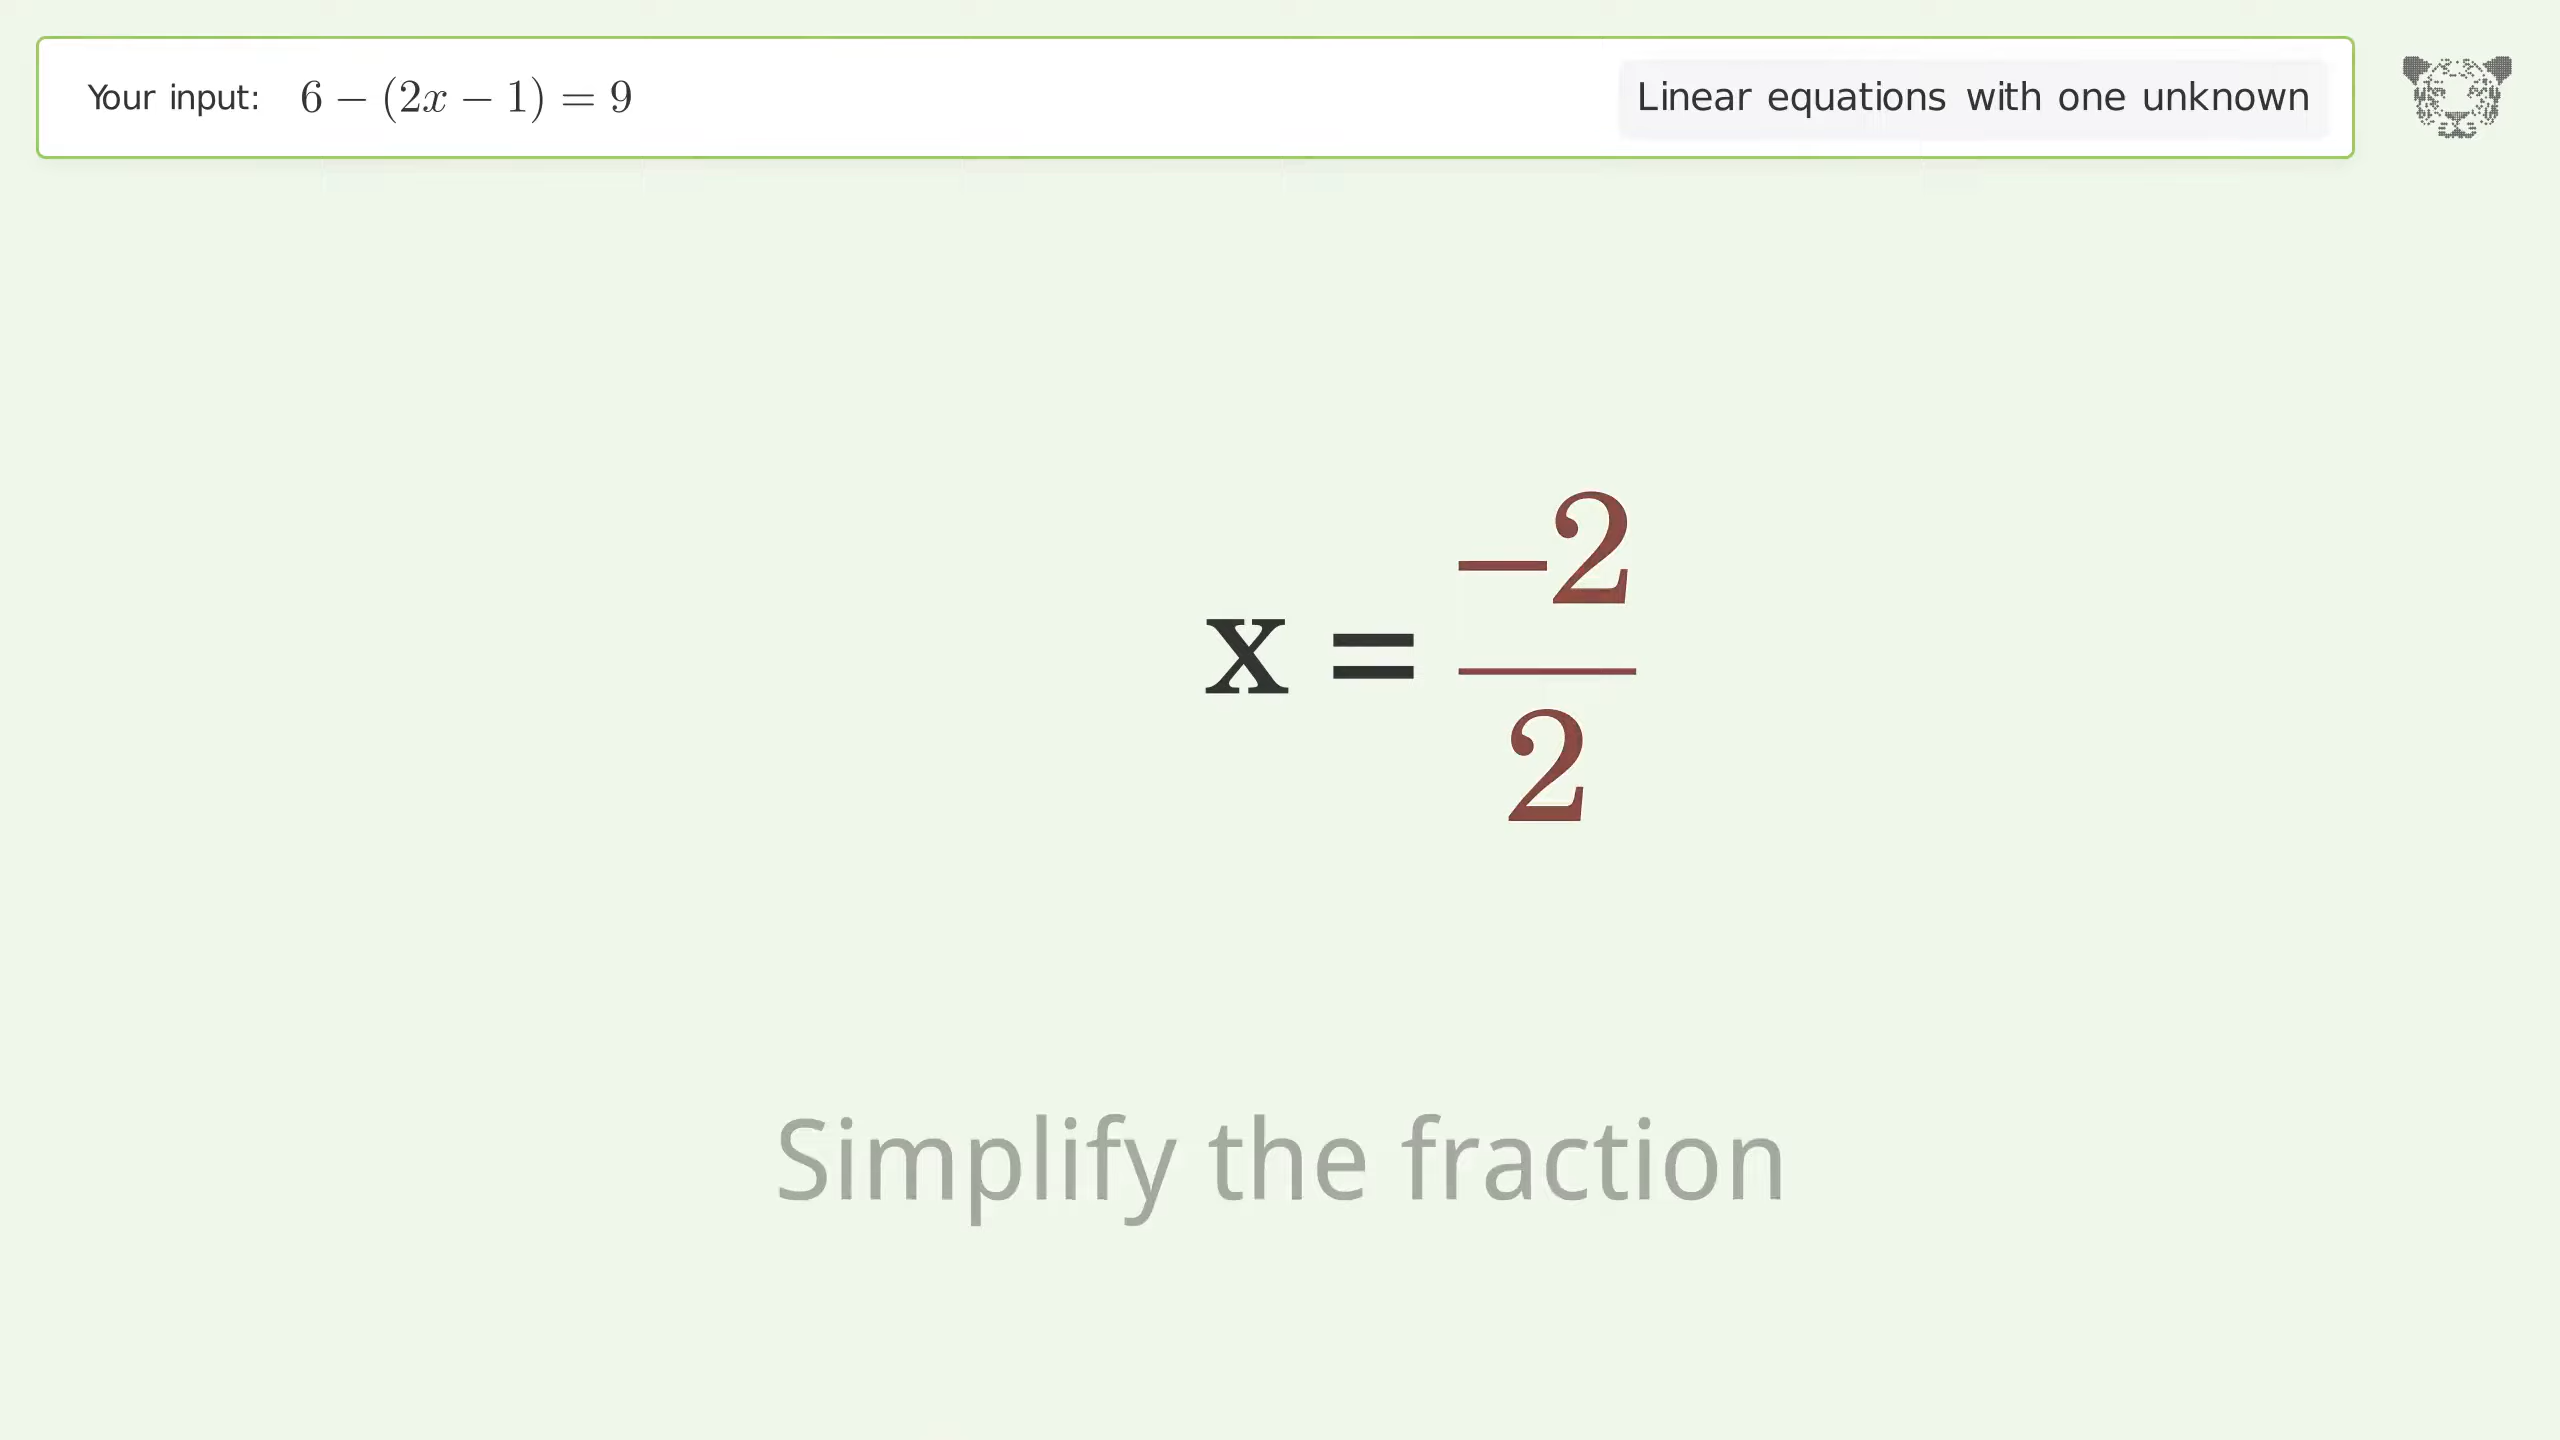 Your input: 6 − (2x − 1) = 9
Linear equations with one unknown
x = −2/2
Simplify the fraction